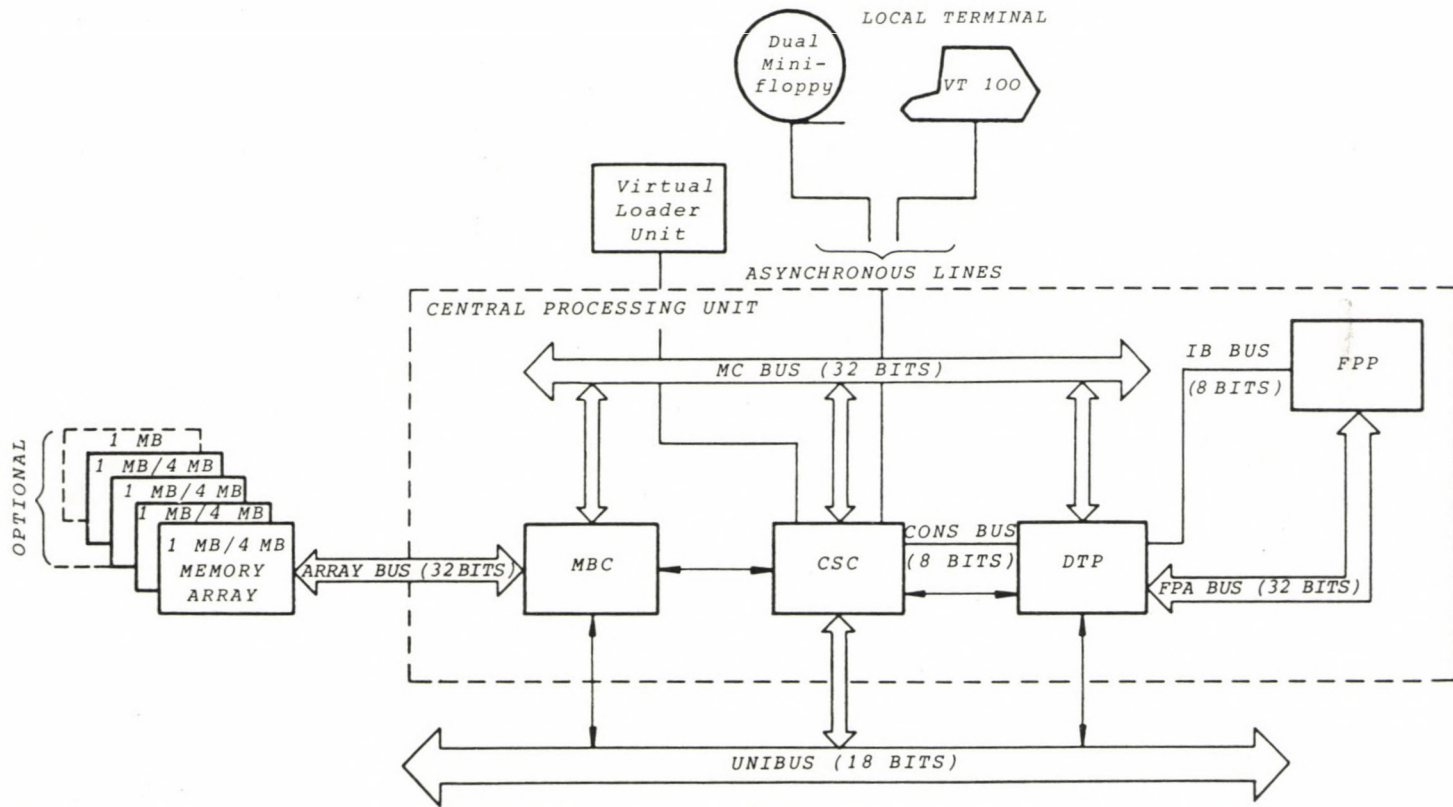 LOCAL TERMINAL
Dual
Mini-
floppy
VT 100
Virtual
Loader
Unit
ASYNCHRONOUS LINES
CENTRAL PROCESSING UNIT
MC BUS (32 BITS)
IB BUS
(8 BITS)
FPP
OPTIONAL
1 MB
1 MB/4 MB
1 MB/4 MB
1 MB/4 MB
1 MB/4 MB
MEMORY
ARRAY
ARRAY BUS (32BITS)
MBC
CSC
CONS BUS
(8 BITS)
DTP
FPA BUS (32 BITS)
UNIBUS (18 BITS)